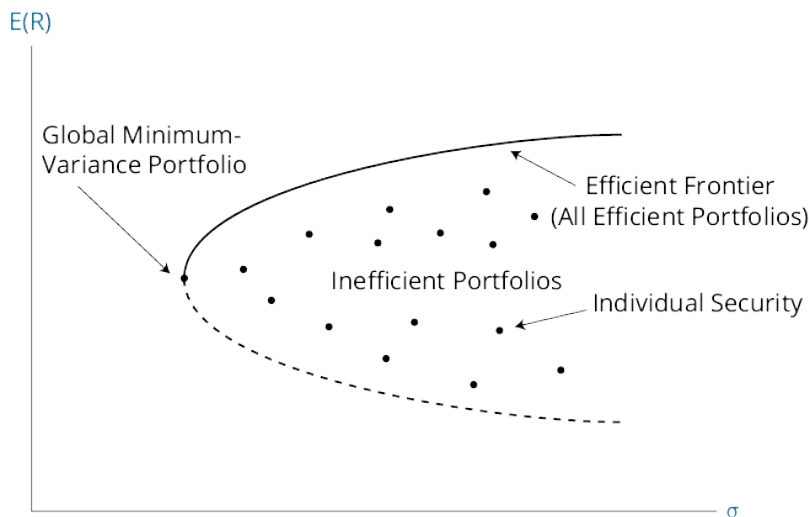 E(R)
Global Minimum-
Variance Portfolio
Efficient Frontier
(All Efficient Portfolios)
Inefficient Portfolios
Individual Security
σ